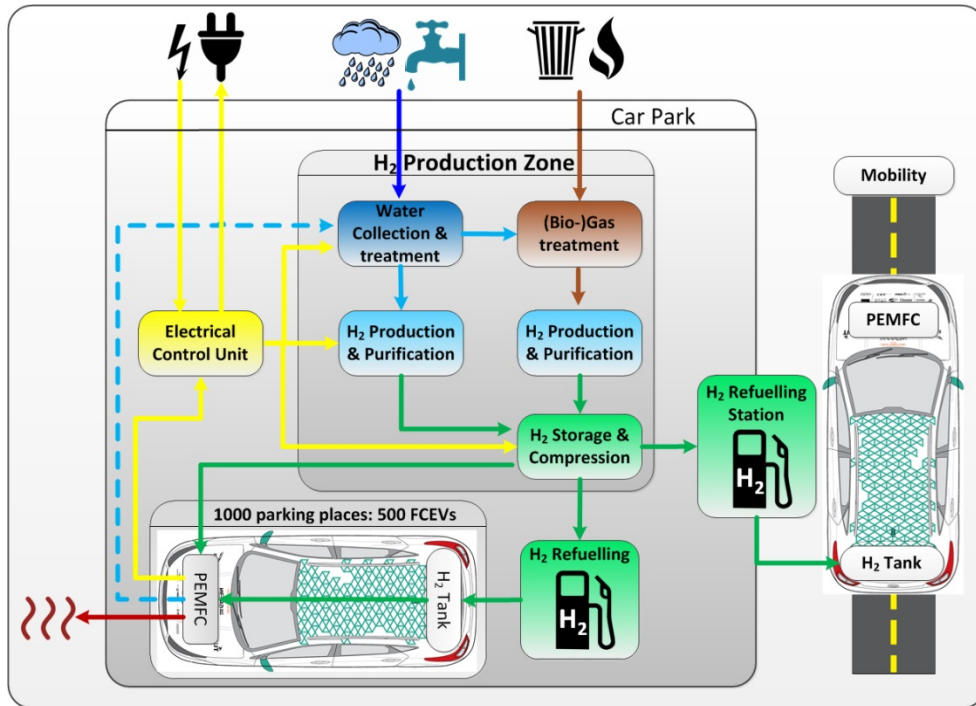 Car Park
H₂ Production Zone
Mobility
Water
Collection &
treatment
(Bio-)Gas
treatment
PEMFC
Electrical
Control Unit
H₂ Production
& Purification
H₂ Production
& Purification
H₂ Refuelling
Station
H₂
H₂ Storage &
Compression
1000 parking places: 500 FCEVs
PEMFC
H₂ Tank
H₂ Refuelling
H₂
H₂ Tank